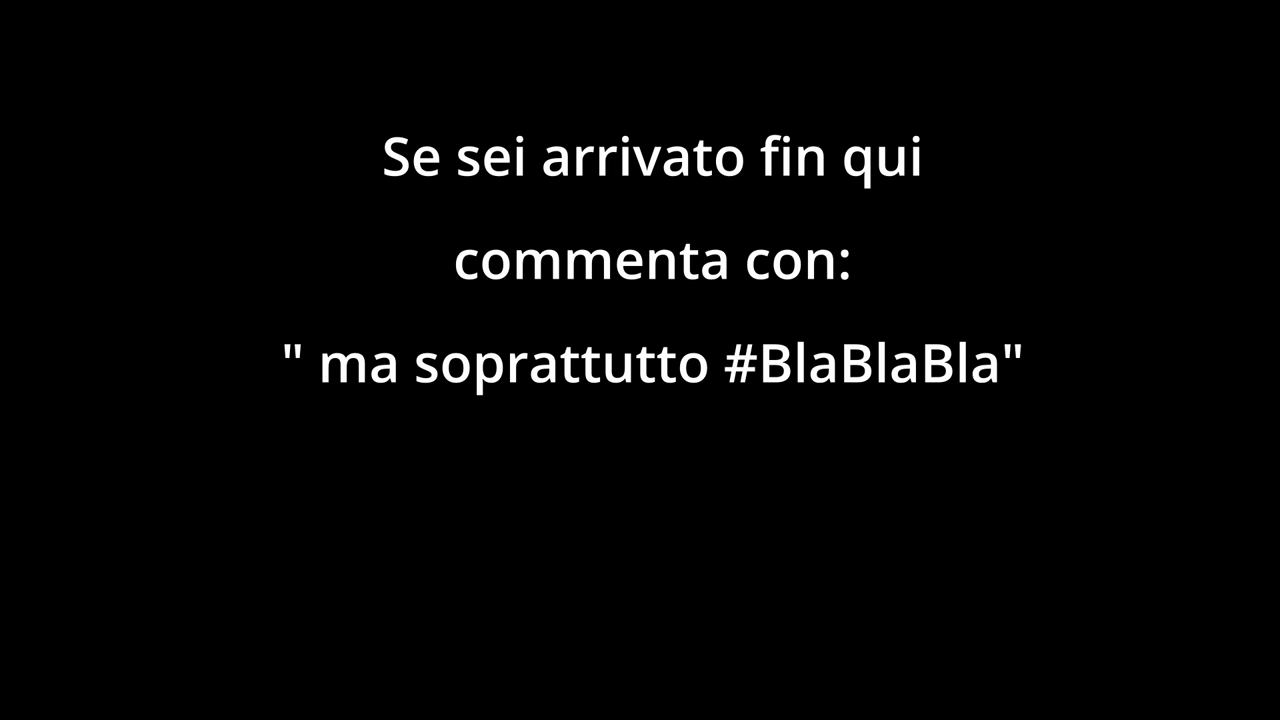 Se sei arrivato fin qui
commenta con:
" ma soprattutto #BlaBlaBla"